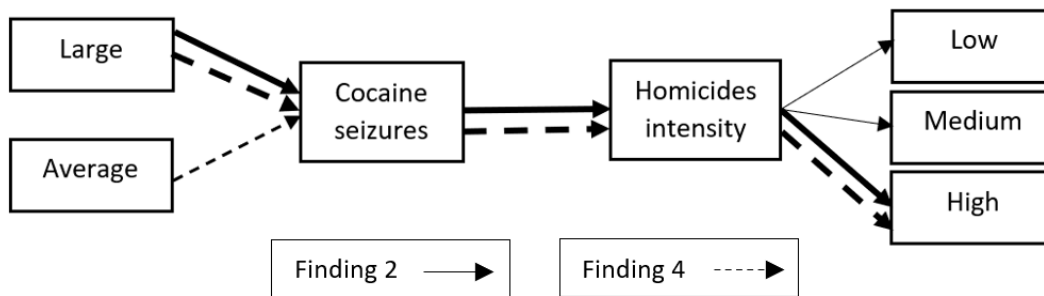 Large
Average
Cocaine
seizures
Homicides
intensity
Low
Medium
High
Finding 2
Finding 4